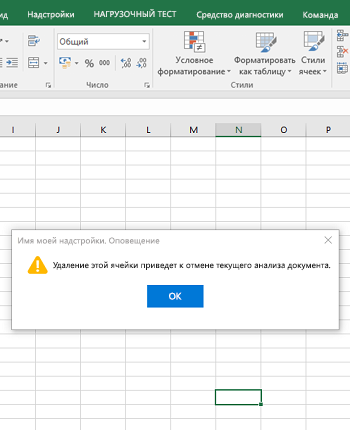 ид Надстройки НАГРУЗОЧНЫЙ ТЕСТ Средство диагностики Команда
Общий
% 000
Условное форматирование
Форматировать как таблицу
Стили ячеек
ание Число Стили
I J K L M N O P
Имя моей надстройки. Оповещение
Удаление этой ячейки приведет к отмене текущего анализа документа.
ОК